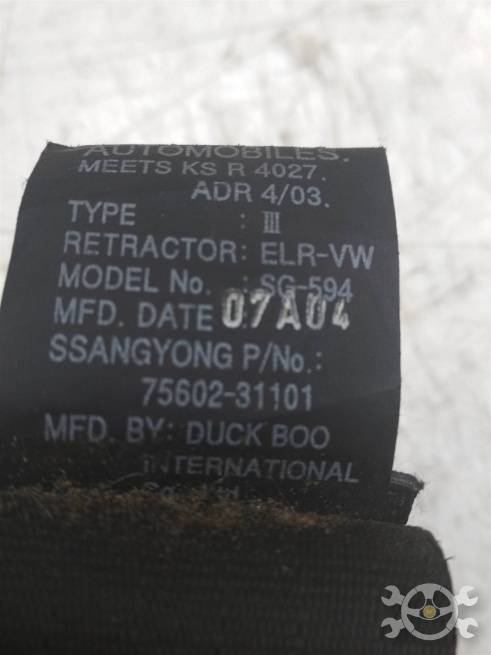 AUTOMOBILES.
MEETS KS R 4027.
ADR 4/03.
TYPE : III
RETRACTOR: ELR-VW
MODEL No. : SG-594
MFD. DATE : 07A04
SSANGYONG P/No.:
75602-31101
MFD. BY: DUCK BOO
INTERNATIONAL